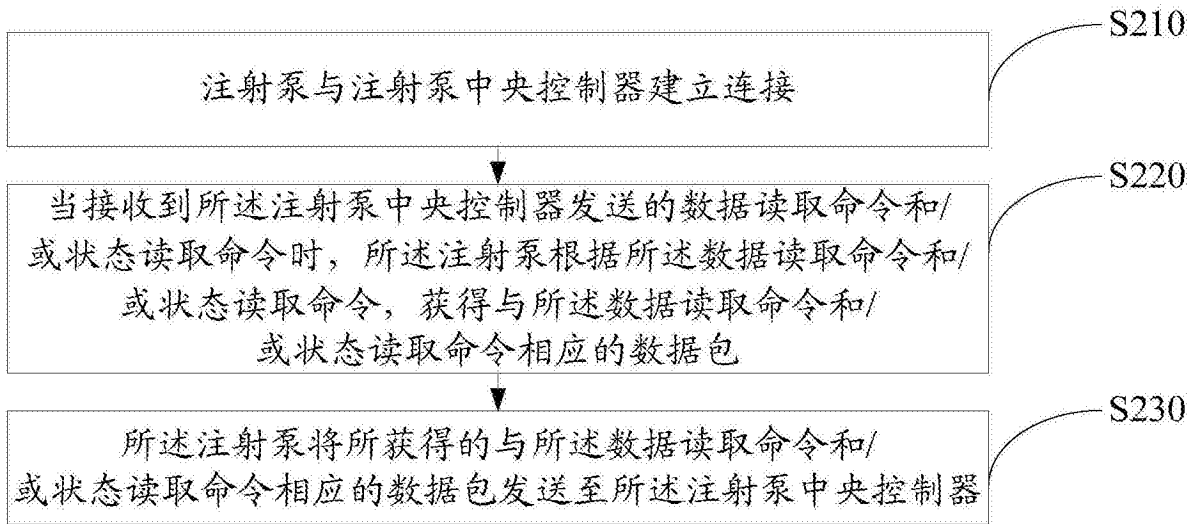 S210
注射泵与注射泵中央控制器建立连接
S220
当接收到所述注射泵中央控制器发送的数据读取命令和/
或状态读取命令时，所述注射泵根据所述数据读取命令和/
或状态读取命令，获得与所述数据读取命令和/
或状态读取命令相应的数据包
S230
所述注射泵将所获得的与所述数据读取命令和/
或状态读取命令相应的数据包发送至所述注射泵中央控制器